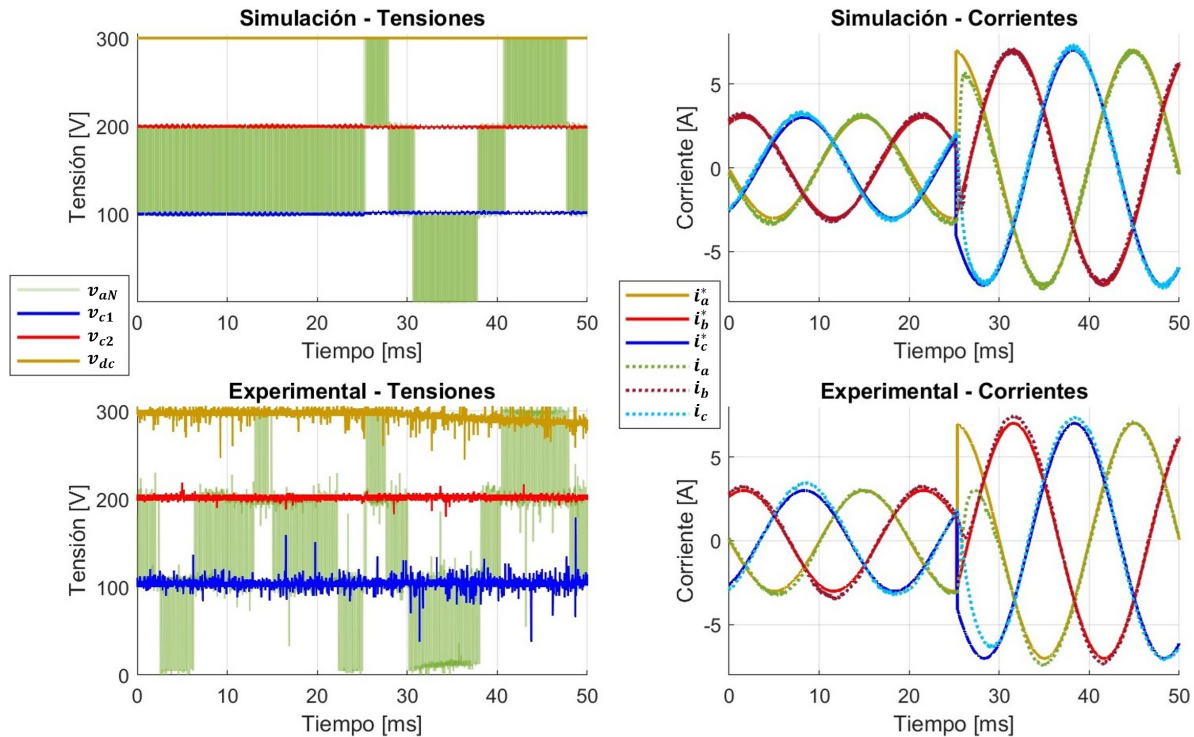 Simulación - Tensiones
300
200
100
Tensión [V]
0 10 20 30 40 50
Tiempo [ms]
Simulación - Corrientes
5
0
-5
Corriente [A]
0 10 20 30 40 50
Tiempo [ms]
v_aN
v_c1
v_c2
v_dc
i_a^*
i_b^*
i_c^*
i_a
i_b
i_c
Experimental - Tensiones
300
200
100
0
Tensión [V]
0 10 20 30 40 50
Tiempo [ms]
Experimental - Corrientes
5
0
-5
Corriente [A]
0 10 20 30 40 50
Tiempo [ms]